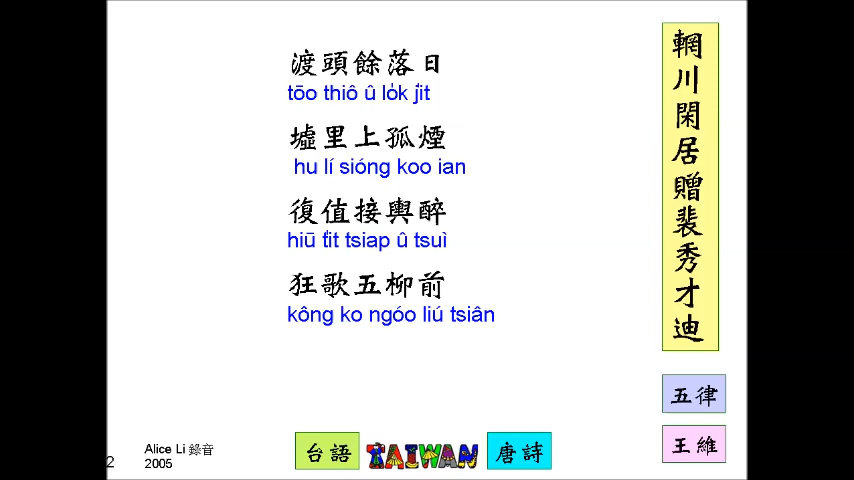 渡頭餘落日
tōo thiô û lo̍k ji̍t
墟里上孤煙
hu lí sióng koo ian
復值接輿醉
hiū ti̍t tsiap û tsuì
狂歌五柳前
kông ko ngóo liú tsiân
輞川閑居贈裴秀才迪
五律
王維
2
Alice Li 錄音
2005
台語
TAIWAN
唐詩